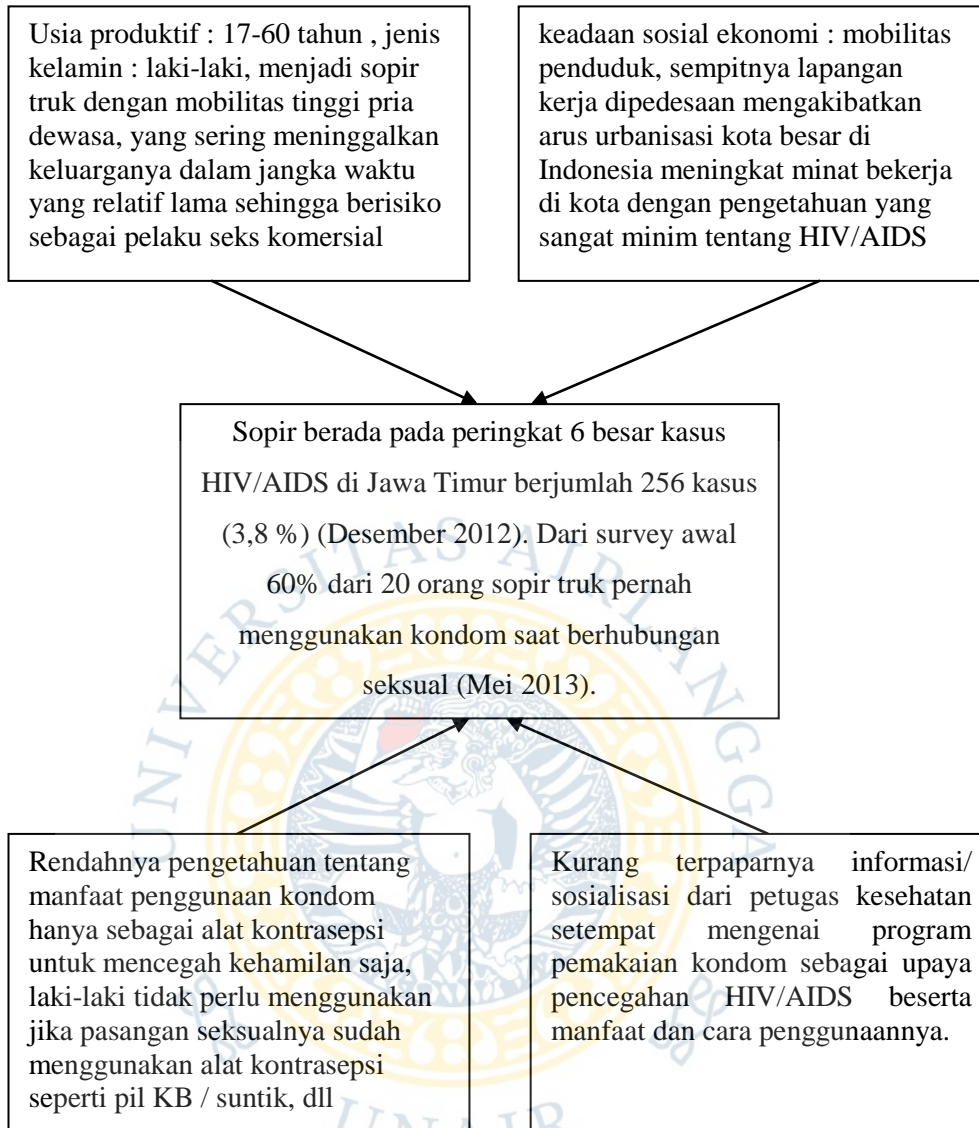 Usia produktif : 17-60 tahun , jenis
kelamin : laki-laki, menjadi sopir
truk dengan mobilitas tinggi pria
dewasa, yang sering meninggalkan
keluarganya dalam jangka waktu
yang relatif lama sehingga berisiko
sebagai pelaku seks komersial
keadaan sosial ekonomi : mobilitas
penduduk, sempitnya lapangan
kerja dipedesaan mengakibatkan
arus urbanisasi kota besar di
Indonesia meningkat minat bekerja
di kota dengan pengetahuan yang
sangat minim tentang HIV/AIDS
Sopir berada pada peringkat 6 besar kasus
HIV/AIDS di Jawa Timur berjumlah 256 kasus
(3,8 %) (Desember 2012). Dari survey awal
60% dari 20 orang sopir truk pernah
menggunakan kondom saat berhubungan
seksual (Mei 2013).
Rendahnya pengetahuan tentang
manfaat penggunaan kondom
hanya sebagai alat kontrasepsi
untuk mencegah kehamilan saja,
laki-laki tidak perlu menggunakan
jika pasangan seksualnya sudah
menggunakan alat kontrasepsi
seperti pil KB / suntik, dll
Kurang terpaparnya informasi/
sosialisasi dari petugas kesehatan
setempat mengenai program
pemakaian kondom sebagai upaya
pencegahan HIV/AIDS beserta
manfaat dan cara penggunaannya.
UNIVERSITAS AIRLANGGA
UNAIR